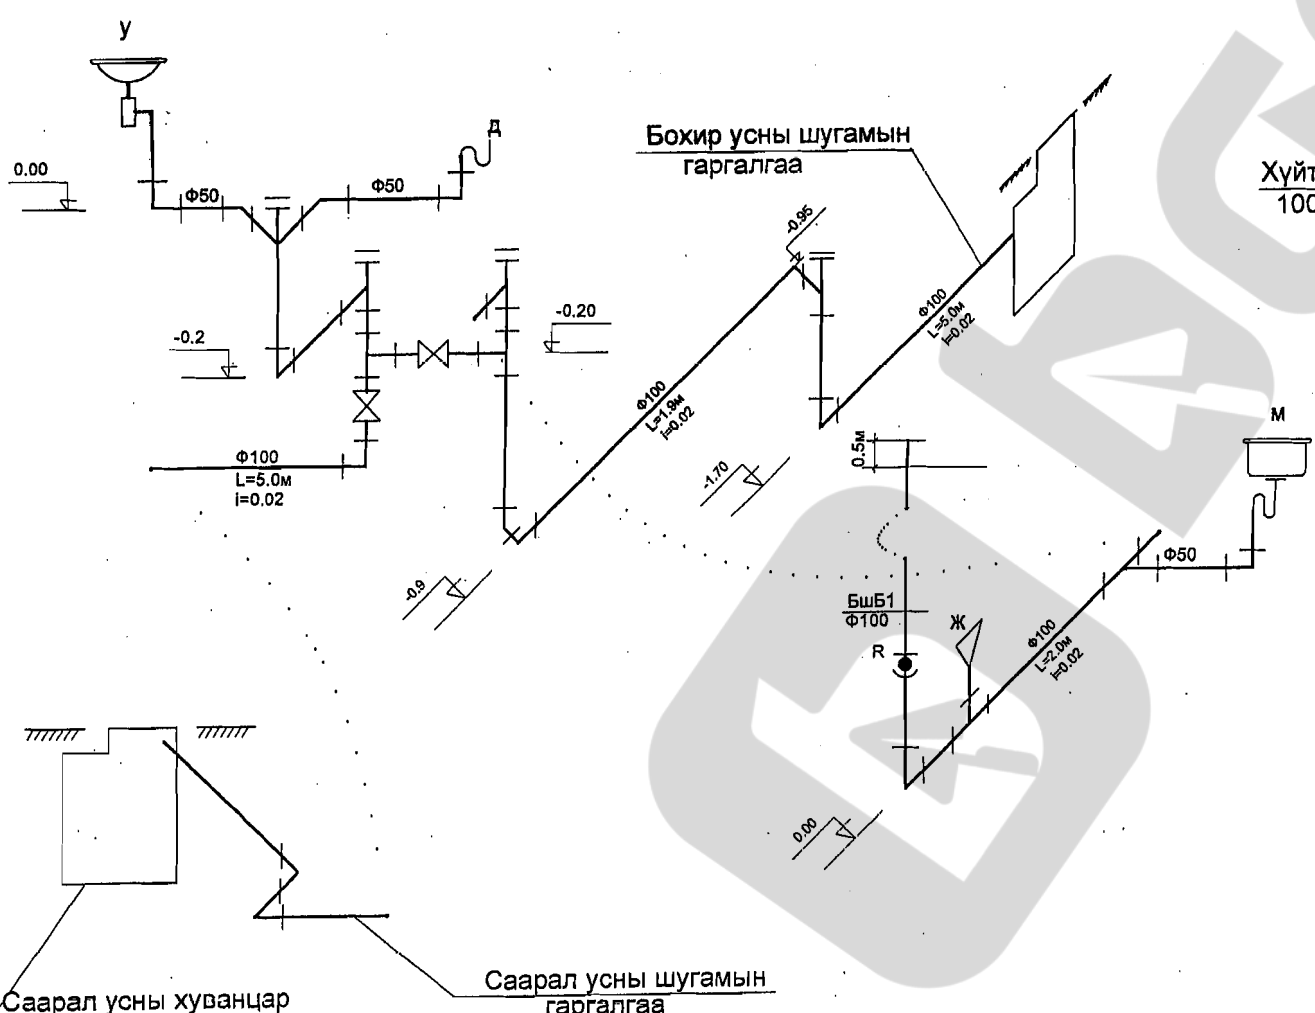 У
Д
0.00
Ф50
Ф50
Бохир усны шугамын
гаргалгаа
Хүйт
100
-0.95
-0.2
-0.20
Ф100
L=5.0м
i=0.02
Ф100
L=1.9м
i=0.02
Ф100
L=5.0м
i=0.02
М
0.5м
-1.70
Ф50
-0.9
БшБ1
Ф100
Ж
R
Ф100
L=2.0м
i=0.02
0.00
Саарал усны хуванцар
Саарал усны шугамын
гаргалгаа